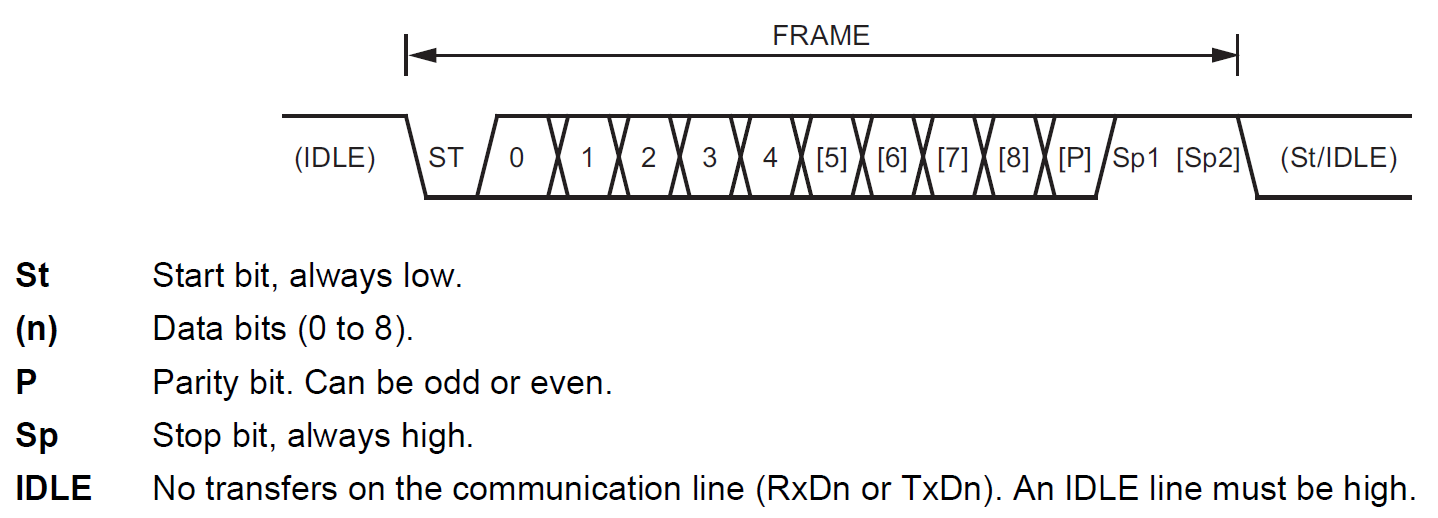 FRAME
(IDLE) ST 0 1 2 3 4 [5] [6] [7] [8] [P] Sp1 [Sp2] (St/IDLE)
St Start bit, always low.
(n) Data bits (0 to 8).
P Parity bit. Can be odd or even.
Sp Stop bit, always high.
IDLE No transfers on the communication line (RxDn or TxDn). An IDLE line must be high.